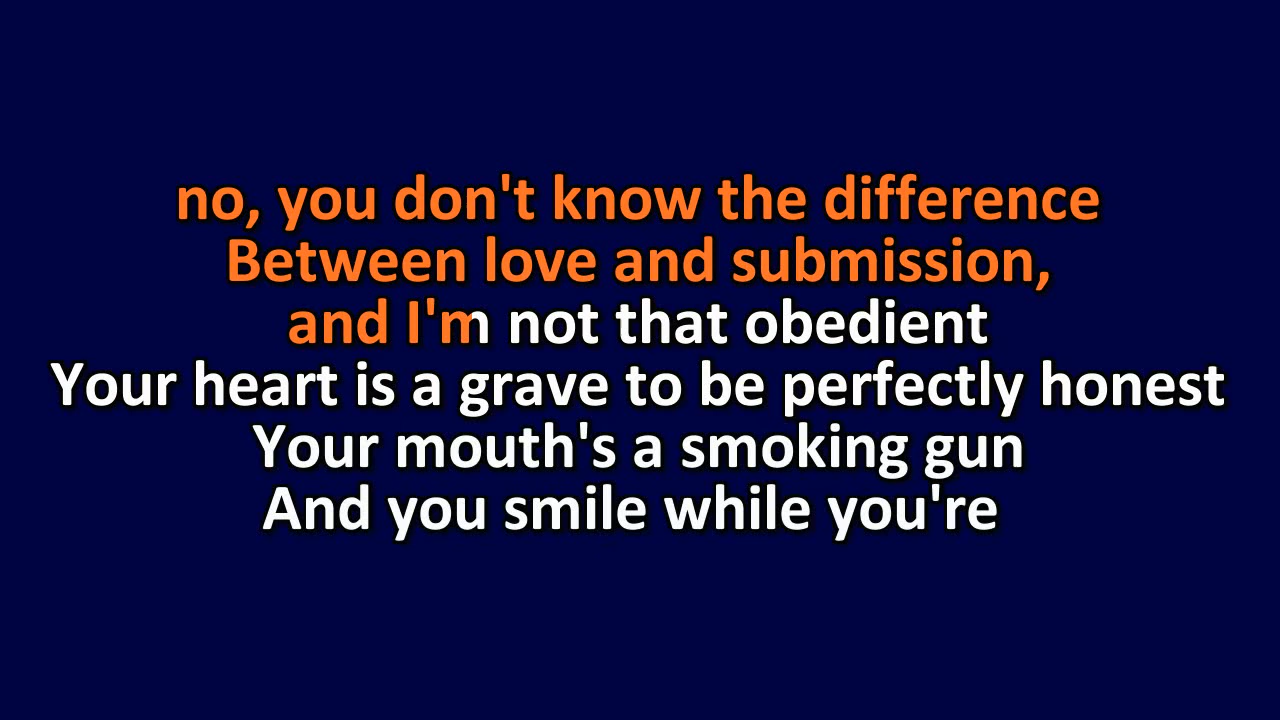 no, you don't know the difference
Between love and submission,
and I'm not that obedient
Your heart is a grave to be perfectly honest
Your mouth's a smoking gun
And you smile while you're